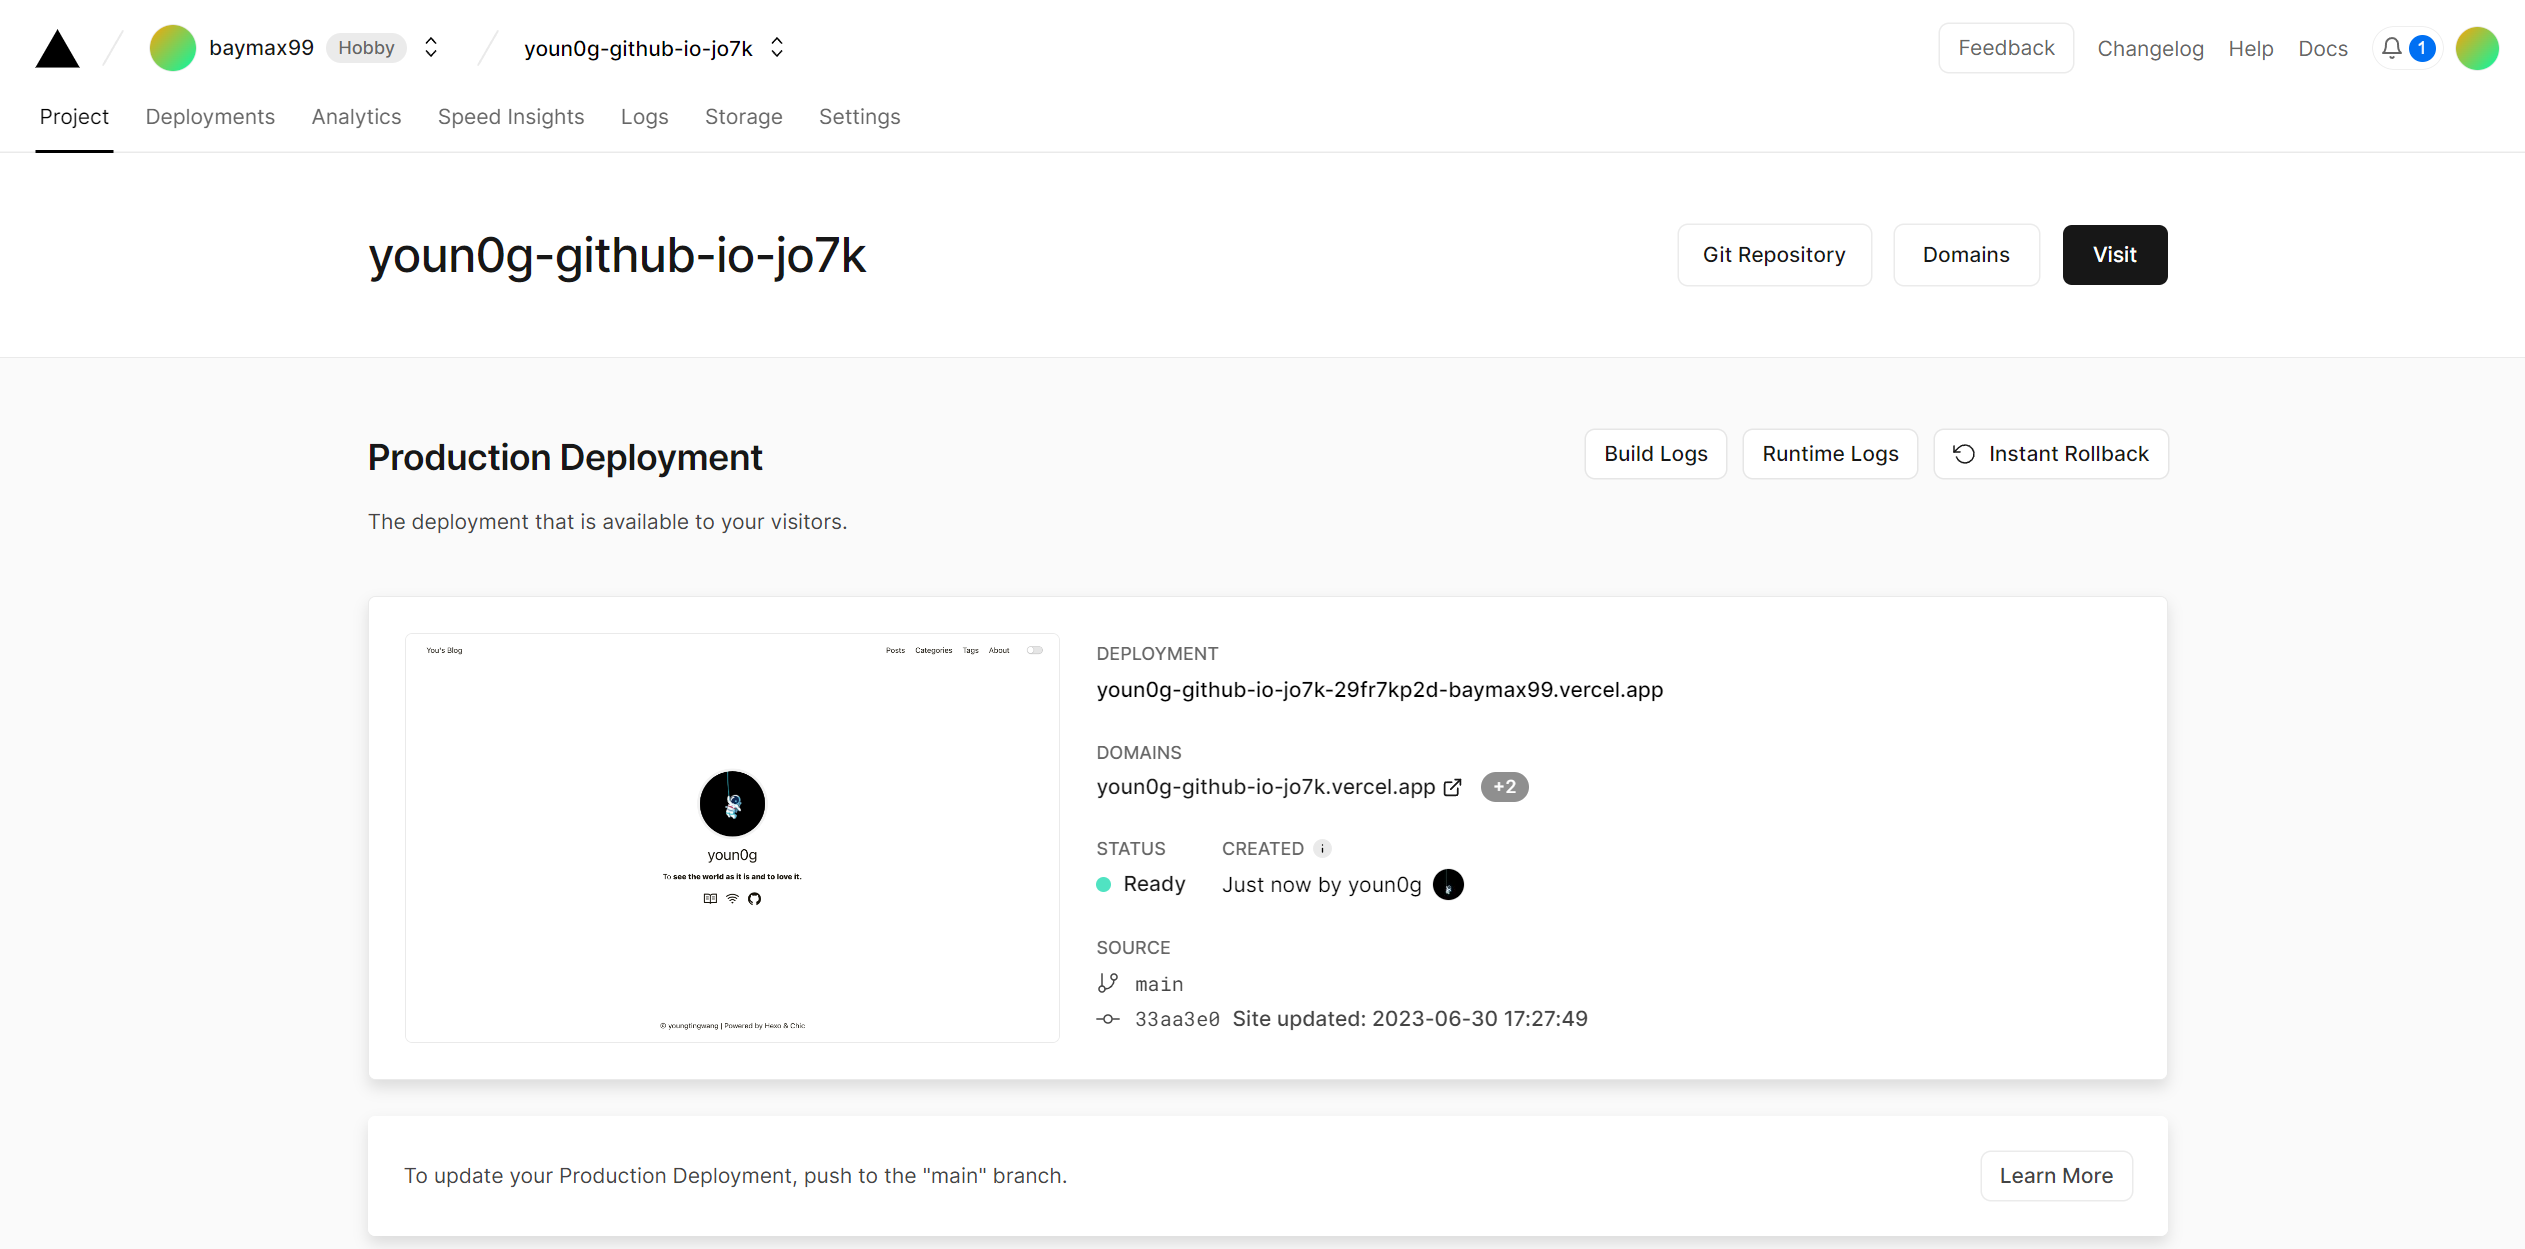 baymax99 Hobby youn0g-github-io-jo7k Feedback Changelog Help Docs 1
Project Deployments Analytics Speed Insights Logs Storage Settings
youn0g-github-io-jo7k Git Repository Domains Visit
Production Deployment Build Logs Runtime Logs Instant Rollback
The deployment that is available to your visitors.
You's Blog Posts Categories Tags About
youn0g
To see the world as it is and to love it.
© youngtingwang | Powered by Hexo & Chic
DEPLOYMENT
youn0g-github-io-jo7k-29fr7kp2d-baymax99.vercel.app
DOMAINS
youn0g-github-io-jo7k.vercel.app +2
STATUS CREATED
Ready Just now by youn0g
SOURCE
main
33aa3e0 Site updated: 2023-06-30 17:27:49
To update your Production Deployment, push to the "main" branch. Learn More